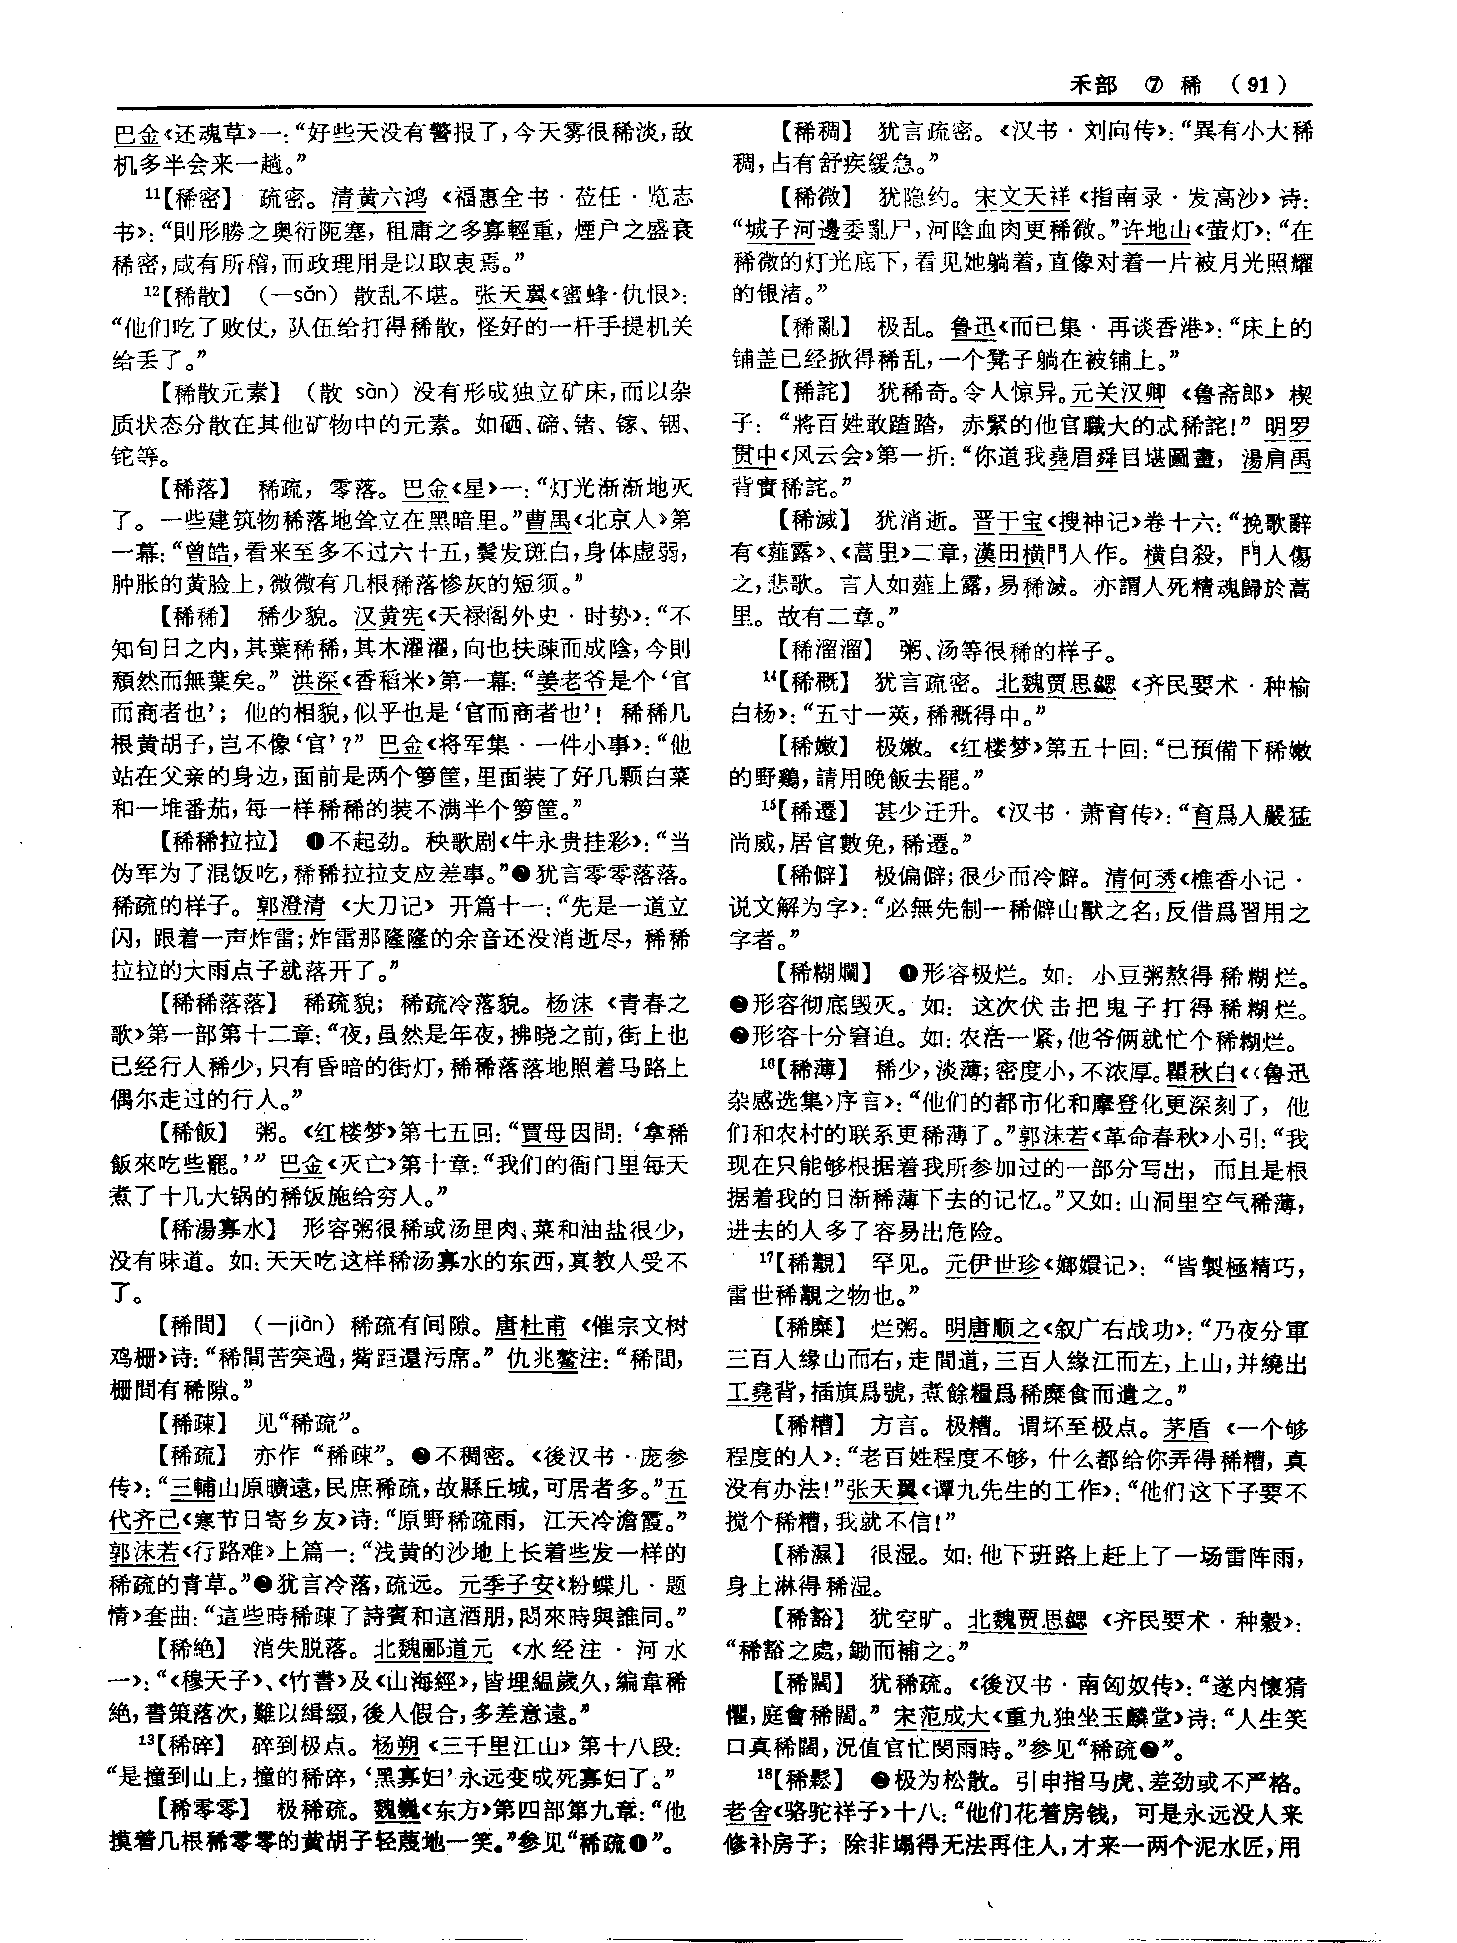 禾部　⑦　稀　（91）
巴金《还魂草》一：“好些天没有警报了，今天雾很稀淡，敌
机多半会来一趟。”
¹¹【稀密】　疏密。清黄六鸿《福惠全书·莅任·览志
书》：“則形勝之奥衍阨塞，租庸之多寡輕重，煙户之盛衰
稀密，咸有所稽，而政理用是以取衷焉。”
¹²【稀散】　（—sǎn）散乱不堪。张天翼《蜜蜂·仇恨》：
“他们吃了败仗，队伍给打得稀散，怪好的一杆手提机关
给丢了。”
【稀散元素】　（散 sàn）没有形成独立矿床，而以杂
质状态分散在其他矿物中的元素。如硒、碲、锗、镓、铟、
铊等。
【稀落】　稀疏，零落。巴金《星》一：“灯光渐渐地灭
了。一些建筑物稀落地耸立在黑暗里。”曹禺《北京人》第
一幕：“曾皓，看来至多不过六十五，鬓发斑白，身体虚弱，
肿胀的黄脸上，微微有几根稀落惨灰的短须。”
【稀稀】　稀少貌。汉黄宪《天禄阁外史·时势》：“不
知旬日之内，其葉稀稀，其木濯濯，向也扶疎而成陰，今則
頹然而無葉矣。”洪深《香稻米》第一幕：“姜老爷是个‘官
而商者也’；他的相貌，似乎也是‘官而商者也’！稀稀几
根黄胡子，岂不像‘官’？”巴金《将军集·一件小事》：“他
站在父亲的身边，面前是两个箩筐，里面装了好几颗白菜
和一堆番茄，每一样稀稀的装不满半个箩筐。”
【稀稀拉拉】　❶不起劲。秧歌剧《牛永贵挂彩》：“当
伪军为了混饭吃，稀稀拉拉支应差事。”❷犹言零零落落。
稀疏的样子。郭澄清《大刀记》开篇十一：“先是一道立
闪，跟着一声炸雷；炸雷那隆隆的余音还没消逝尽，稀稀
拉拉的大雨点子就落开了。”
【稀稀落落】　稀疏貌；稀疏冷落貌。杨沫《青春之
歌》第一部第十二章：“夜，虽然是年夜，拂晓之前，街上也
已经行人稀少，只有昏暗的街灯，稀稀落落地照着马路上
偶尔走过的行人。”
【稀飯】　粥。《红楼梦》第七五回：“賈母因問：‘拿稀
飯來吃些罷。’”巴金《灭亡》第十章：“我们的衙门里每天
煮了十几大锅的稀饭施给穷人。”
【稀湯寡水】　形容粥很稀或汤里肉、菜和油盐很少，
没有味道。如：天天吃这样稀汤寡水的东西，真教人受不
了。
【稀間】　（—jiàn）稀疏有间隙。唐杜甫《催宗文树
鸡栅》诗：“稀間苦突過，觜距還污席。”仇兆鳌注：“稀間，
栅間有稀隙。”
【稀疎】　见“稀疏”。
【稀疏】　亦作“稀疎”。❶不稠密。《後汉书·庞参
传》：“三輔山原曠遠，民庶稀疏，故縣丘城，可居者多。”五
代齐己《寒节日寄乡友》诗：“原野稀疏雨，江天冷澹霞。”
郭沫若《行路难》上篇一：“浅黄的沙地上长着些发一样的
稀疏的青草。”❷犹言冷落，疏远。元季子安《粉蝶儿·题
情》套曲：“這些時稀疎了詩賓和這酒朋，悶來時與誰同。”
【稀绝】　消失脱落。北魏郦道元《水经注·河水
一》：“《穆天子》、《竹書》及《山海經》，皆埋緼歲久，编韋稀
絶，書策落次，難以缉綴，後人假合，多差意遠。”
¹³【稀碎】　碎到极点。杨朔《三千里江山》第十八段：
“是撞到山上，撞的稀碎，‘黑寡妇’永远变成死寡妇了。”
【稀零零】　极稀疏。魏巍《东方》第四部第九章：“他
摸着几根稀零零的黄胡子轻蔑地一笑。”参见“稀疏❶”。
【稀稠】　犹言疏密。《汉书·刘向传》：“異有小大稀
稠，占有舒疾缓急。”
【稀微】　犹隐约。宋文天祥《指南录·发高沙》诗：
“城子河邊委亂尸，河陰血肉更稀微。”许地山《萤灯》：“在
稀微的灯光底下，看见她躺着，直像对着一片被月光照耀
的银渚。”
【稀亂】　极乱。鲁迅《而已集·再谈香港》：“床上的
铺盖已经掀得稀乱，一个凳子躺在被铺上。”
【稀詫】　犹稀奇。令人惊异。元关汉卿《鲁斋郎》楔
子：“將百姓敢蹅踏，赤緊的他官職大的忒稀詫！”明罗
贯中《风云会》第一折：“你道我堯眉舜目堪圖畫，湯肩禹
背實稀詫。”
【稀滅】　犹消逝。晋干宝《搜神记》卷十六：“挽歌辭
有《薤露》、《蒿里》二章，漢田横門人作。横自殺，門人傷
之，悲歌。言人如薤上露，易稀滅。亦謂人死精魂歸於蒿
里。故有二章。”
【稀溜溜】　粥、汤等很稀的样子。
¹⁴【稀概】　犹言疏密。北魏贾思勰《齐民要术·种榆
白杨》：“五寸一莢，稀概得中。”
【稀嫩】　极嫩。《红楼梦》第五十回：“已預備下稀嫩
的野鷄，請用晚飯去罷。”
¹⁵【稀遷】　甚少迁升。《汉书·萧育传》：“育爲人嚴猛
尚威，居官數免，稀遷。”
【稀僻】　极偏僻；很少而冷僻。清何琇《樵香小记·
说文解为字》：“必無先制一稀僻山獸之名，反借爲習用之
字者。”
【稀糊爛】　❶形容极烂。如：小豆粥熬得稀糊烂。
❷形容彻底毁灭。如：这次伏击把鬼子打得稀糊烂。
❸形容十分窘迫。如：农活一紧，他爷俩就忙个稀糊烂。
¹⁶【稀薄】　稀少，淡薄；密度小，不浓厚。瞿秋白《〈鲁迅
杂感选集〉序言》：“他们的都市化和摩登化更深刻了，他
们和农村的联系更稀薄了。”郭沫若《革命春秋》小引：“我
现在只能够根据着我所参加过的一部分写出，而且是根
据着我的日渐稀薄下去的记忆。”又如：山洞里空气稀薄，
进去的人多了容易出危险。
¹⁷【稀覯】　罕见。元伊世珍《嫏嬛记》：“皆製極精巧，
雷世稀覯之物也。”
【稀糜】　烂粥。明唐顺之《叙广右战功》：“乃夜分軍
三百人缘山而右，走間道，三百人缘江而左，上山，并繞出
工堯背，插旗爲號，煮餘糧爲稀糜食而遺之。”
【稀糟】　方言。极糟。谓坏至极点。茅盾《一个够
程度的人》：“老百姓程度不够，什么都给你弄得稀糟，真
没有办法！”张天翼《谭九先生的工作》：“他们这下子要不
搅个稀糟，我就不信！”
【稀濕】　很湿。如：他下班路上赶上了一场雷阵雨，
身上淋得稀湿。
【稀豁】　犹空旷。北魏贾思勰《齐民要术·种穀》：
“稀豁之處，鋤而補之。”
【稀闊】　犹稀疏。《後汉书·南匈奴传》：“遂内懷猜
懼，庭會稀闊。”宋范成大《重九独坐玉麟堂》诗：“人生笑
口真稀闊，況值官忙閔雨時。”参见“稀疏❷”。
¹⁸【稀鬆】　❶极为松散。引申指马虎、差劲或不严格。
老舍《骆驼祥子》十八：“他们花着房钱，可是永远没人来
修补房子；除非塌得无法再住人，才来一两个泥水匠，用